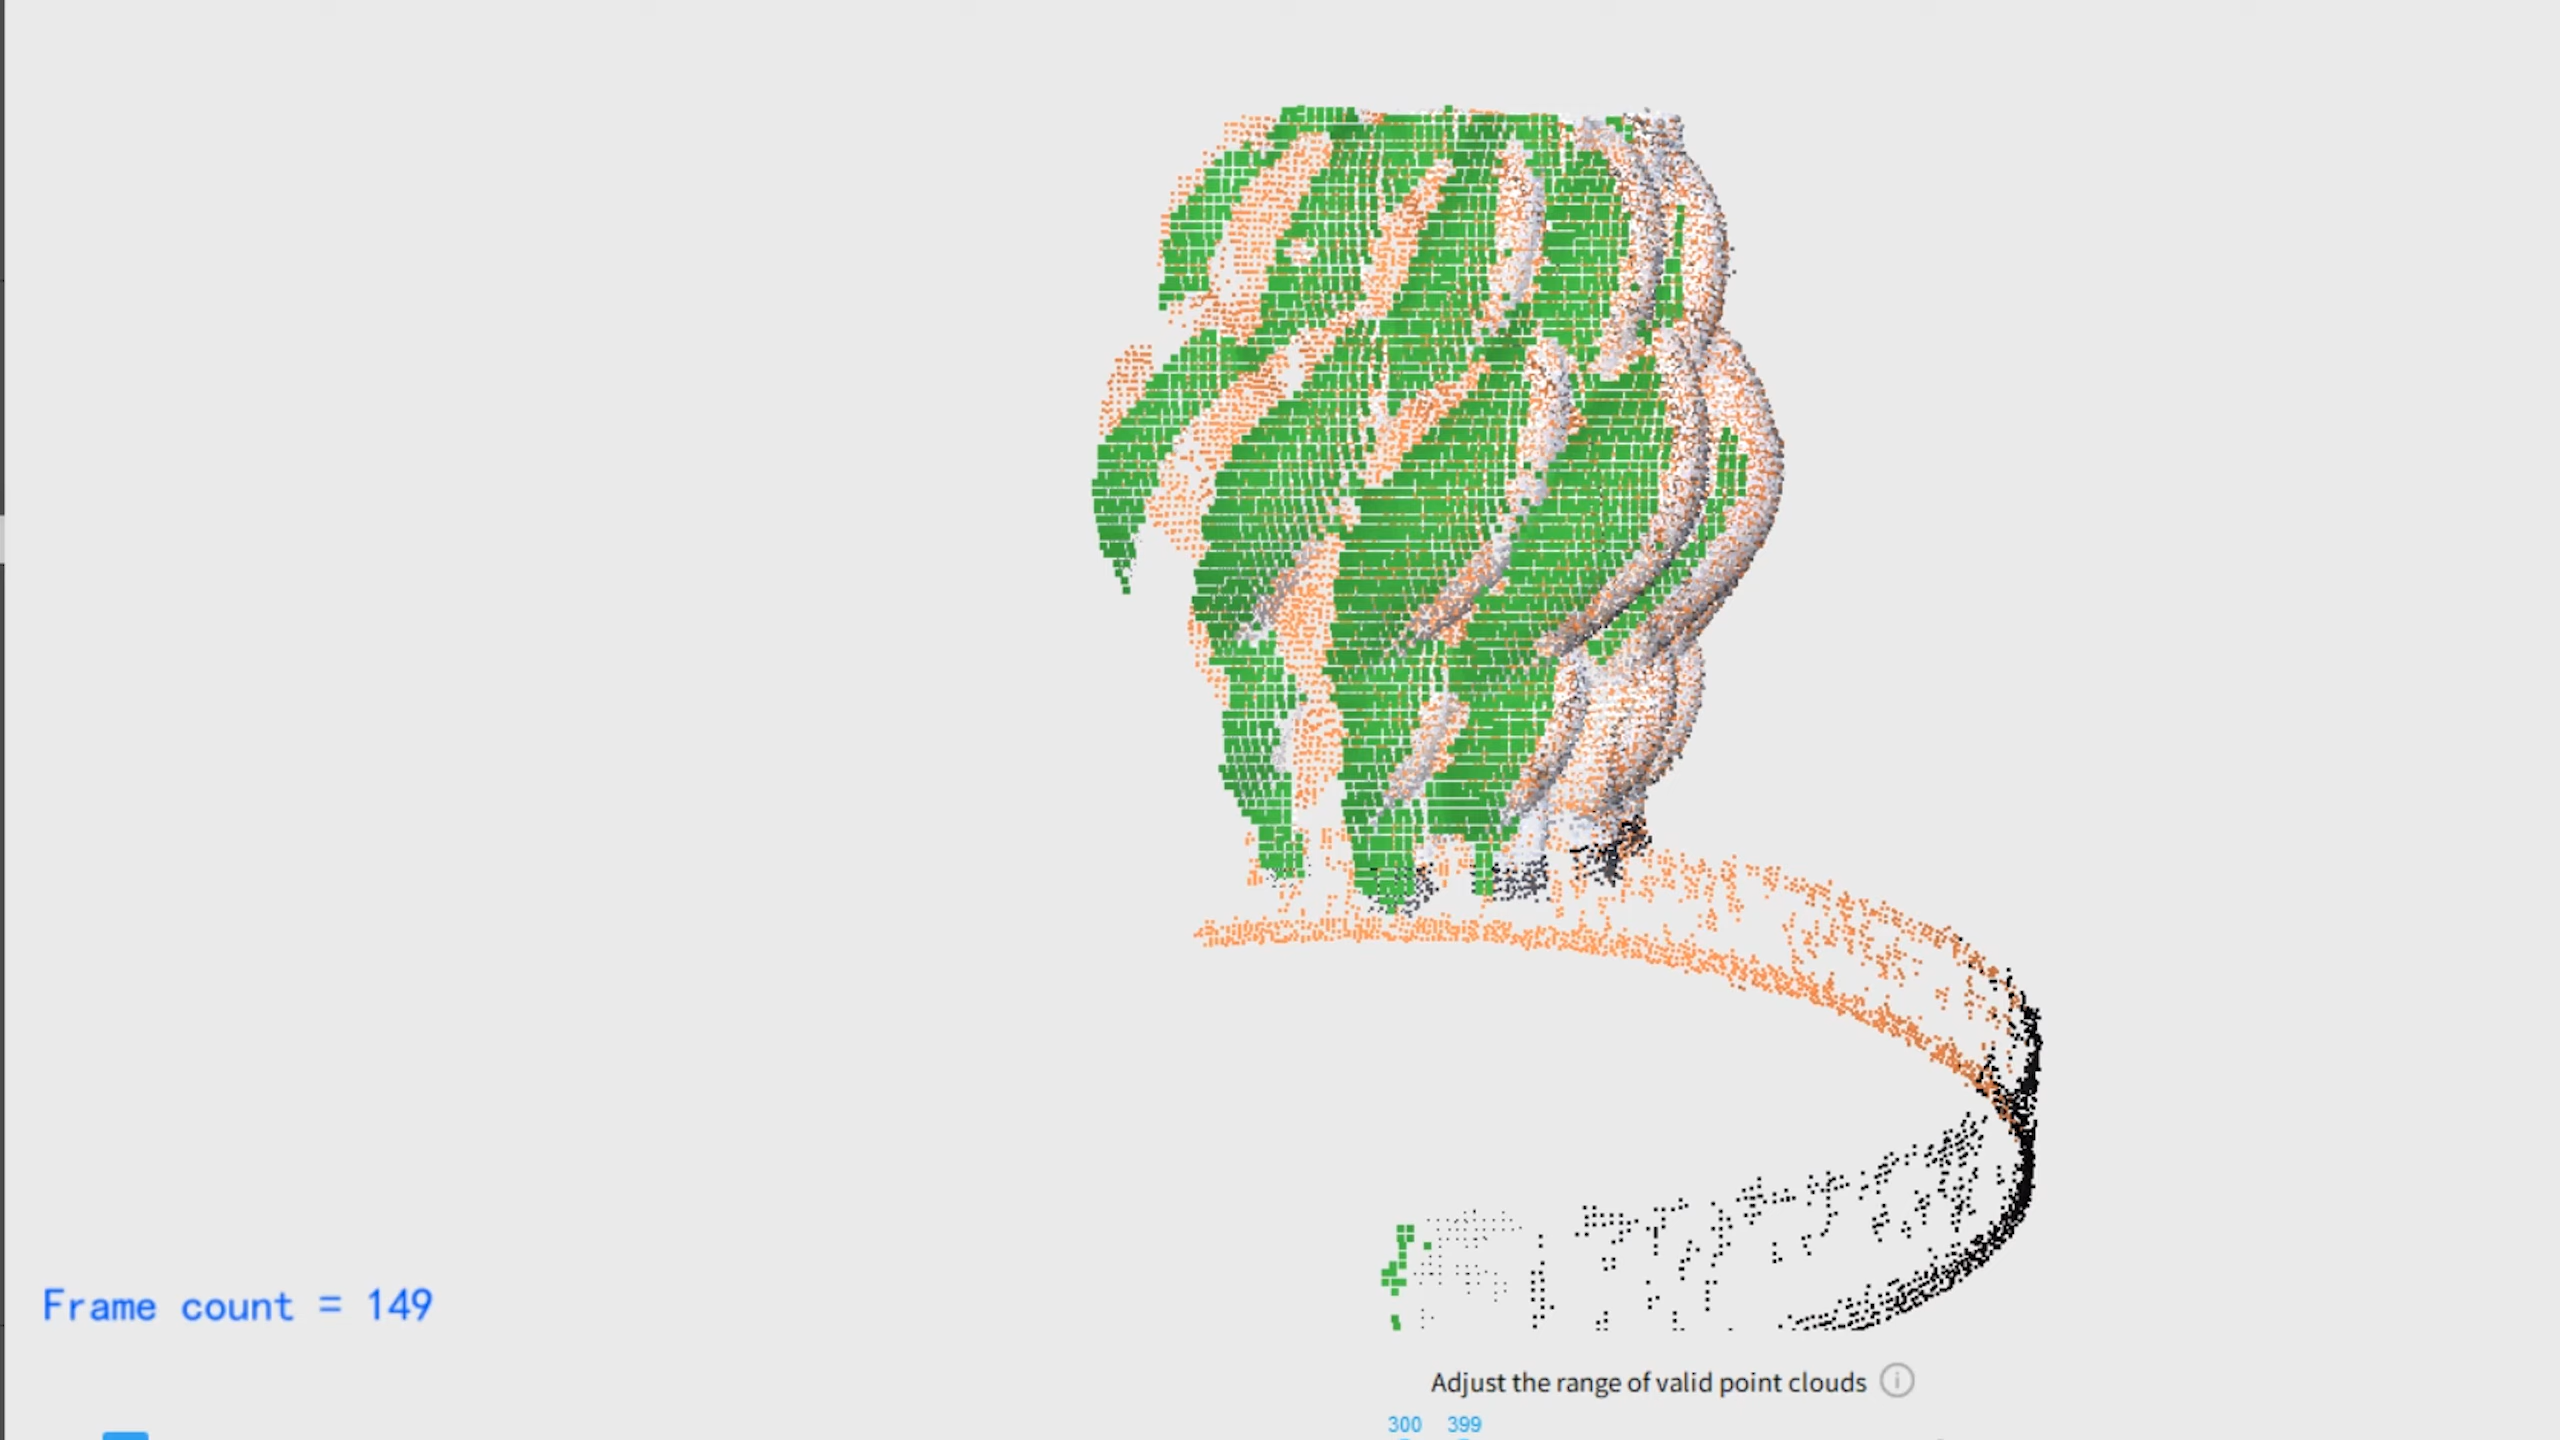 Frame count = 149
Adjust the range of valid point clouds
300 399